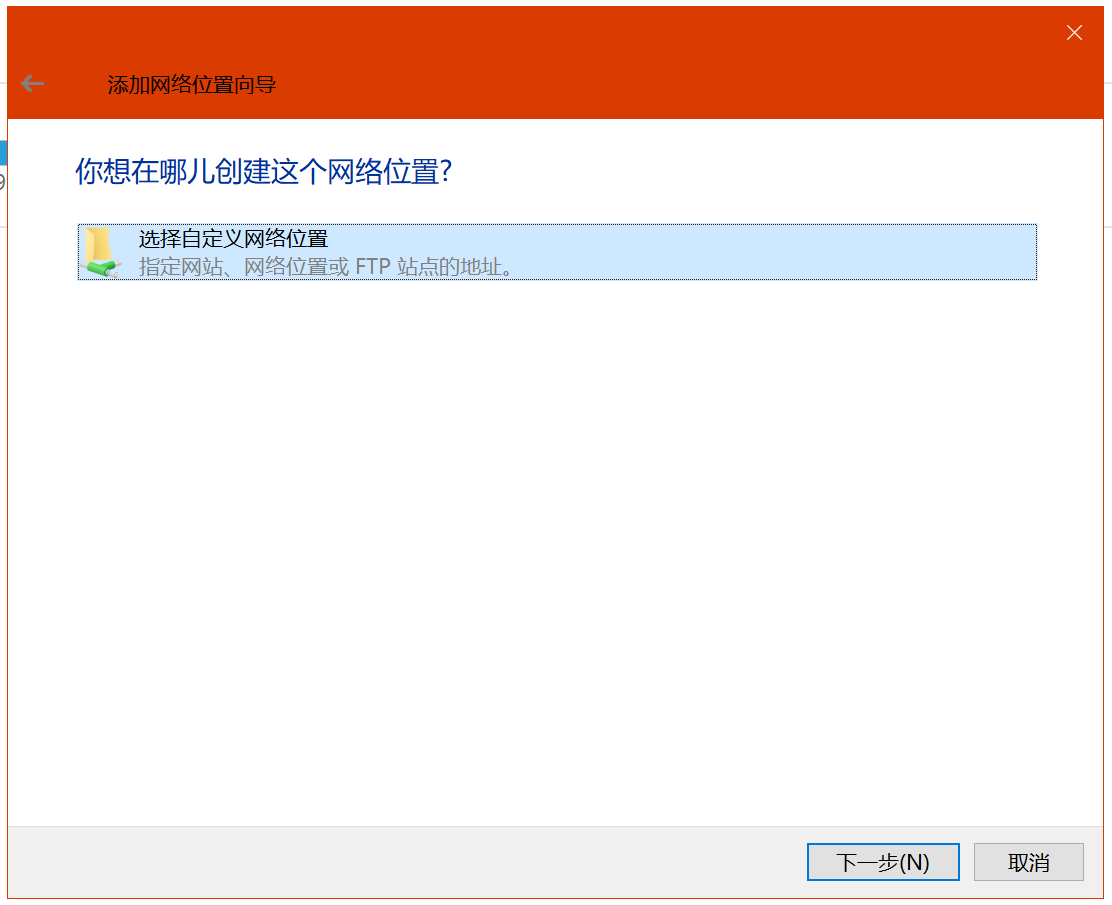 添加网络位置向导
你想在哪儿创建这个网络位置?
选择自定义网络位置
指定网站、网络位置或 FTP 站点的地址。
下一步(N)
取消